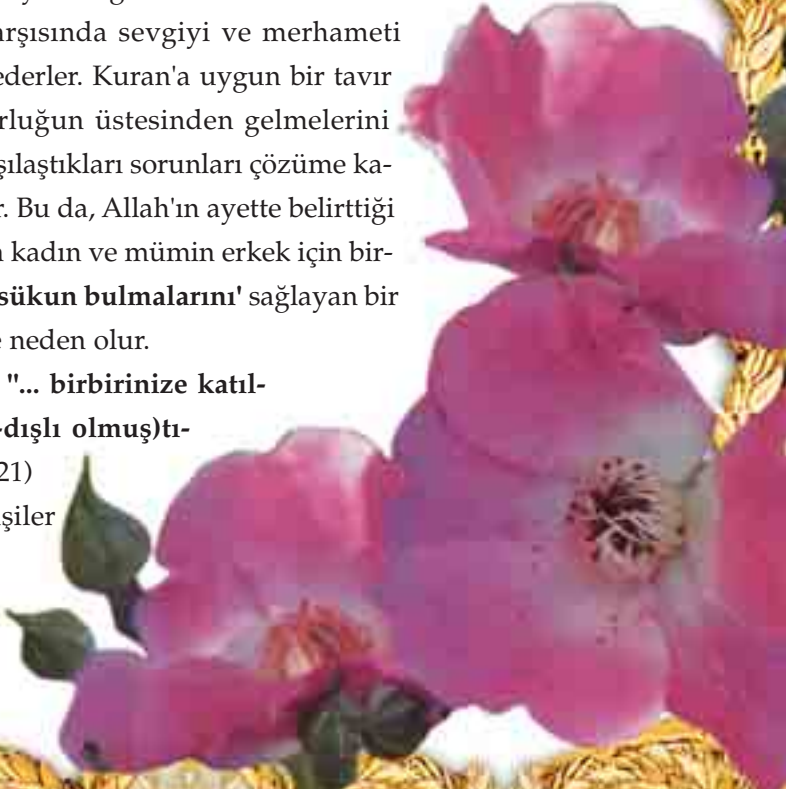 arşısında sevgiyi ve merhameti
ederler. Kuran'a uygun bir tavır
rluğun üstesinden gelmelerini
şılaştıkları sorunları çözüme ka-
r. Bu da, Allah'ın ayette belirttiği
kadın ve mümin erkek için bir-
sükun bulmalarını' sağlayan bir
neden olur.
"... birbirinize katıl-
-dışlı olmuş)tı-
21)
şiler